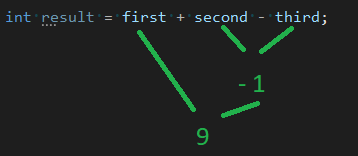 int result = first + second - third;
- 1
9